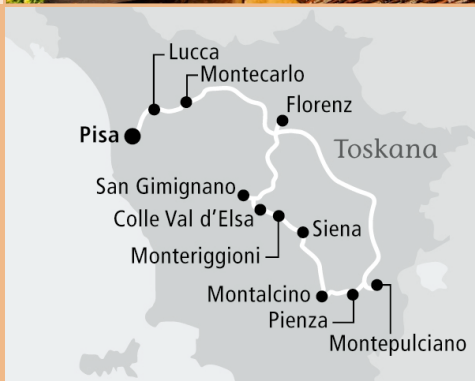 Lucca
Montecarlo
Florenz
Pisa
Toskana
San Gimignano
Colle Val d'Elsa
Siena
Monteriggioni
Montalcino
Pienza
Montepulciano